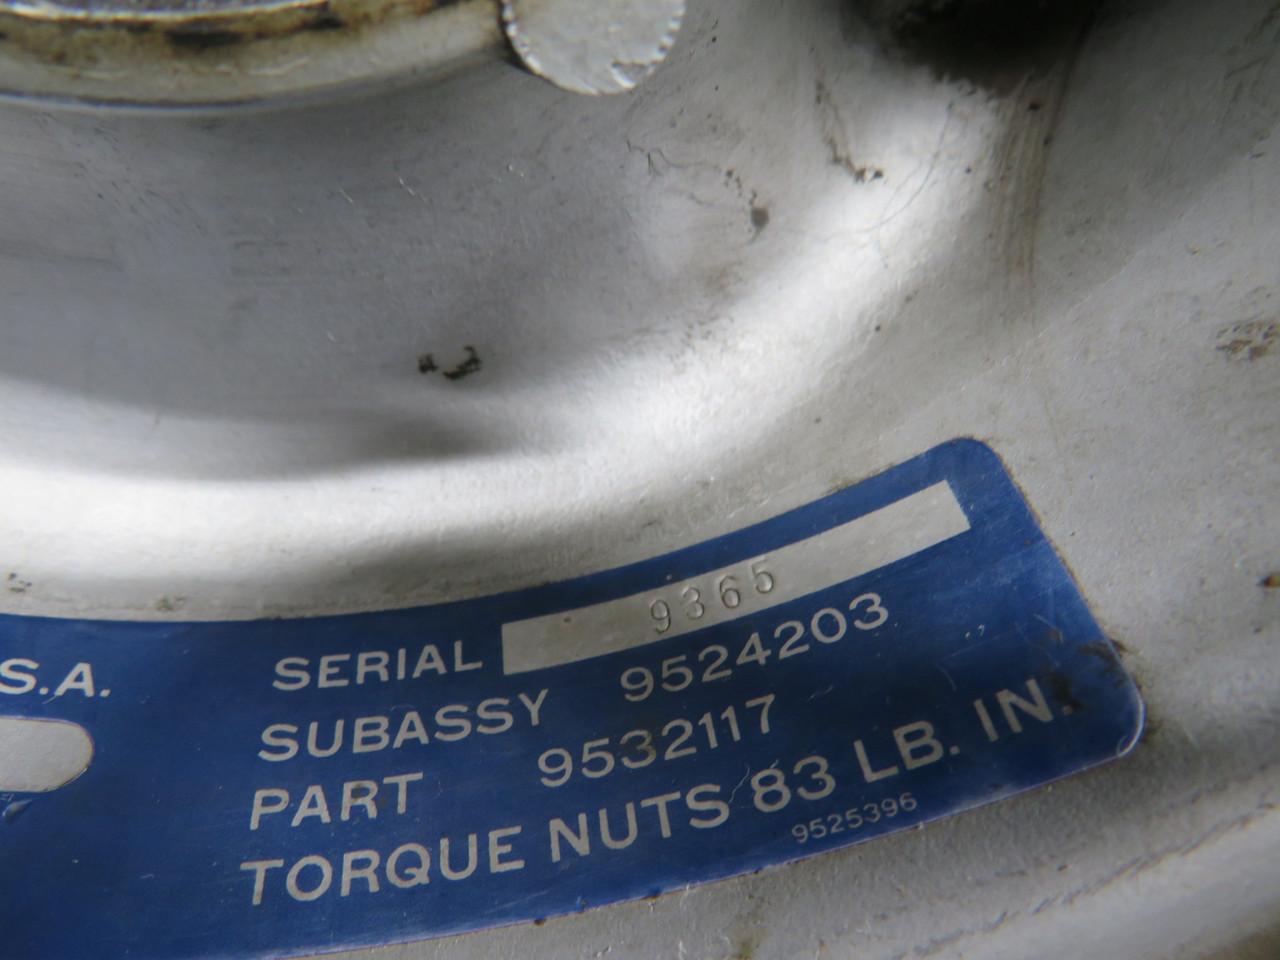 S.A.
SERIAL 9365
SUBASSY 9524203
PART 9532117
TORQUE NUTS 83 LB. IN.
9525396